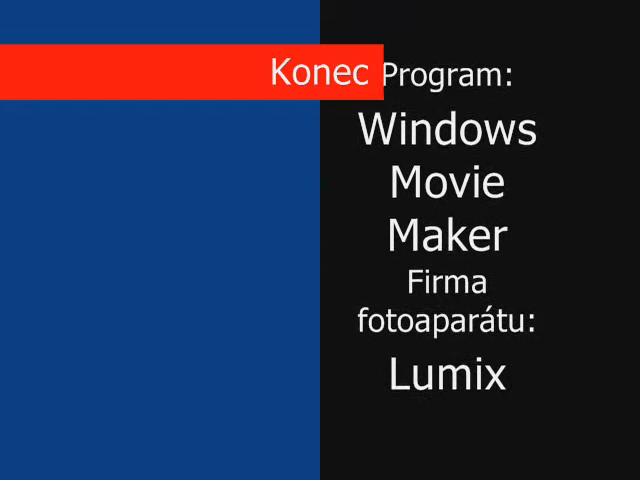 Konec
Program:
Windows
Movie
Maker
Firma
fotoaparátu:
Lumix